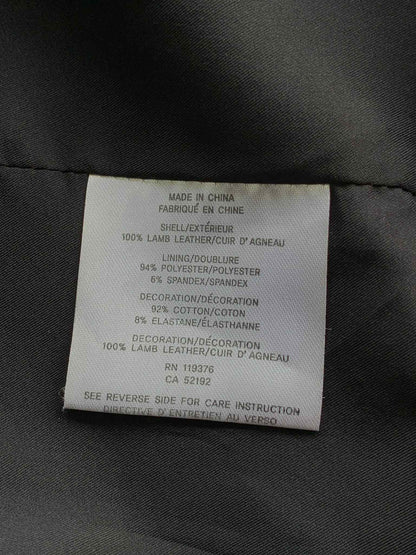 MADE IN CHINA
FABRIQUÉ EN CHINE
SHELL/EXTÉRIEUR
100% LAMB LEATHER/CUIR D'AGNEAU
LINING/DOUBLURE
94% POLYESTER/POLYESTER
6% SPANDEX/SPANDEX
DECORATION/DÉCORATION
92% COTTON/COTON
8% ELASTANE/ÉLASTHANNE
DECORATION/DÉCORATION
100% LAMB LEATHER/CUIR D'AGNEAU
RN 119376
CA 52192
SEE REVERSE SIDE FOR CARE INSTRUCTION
DIRECTIVE D'ENTRETIEN AU VERSO